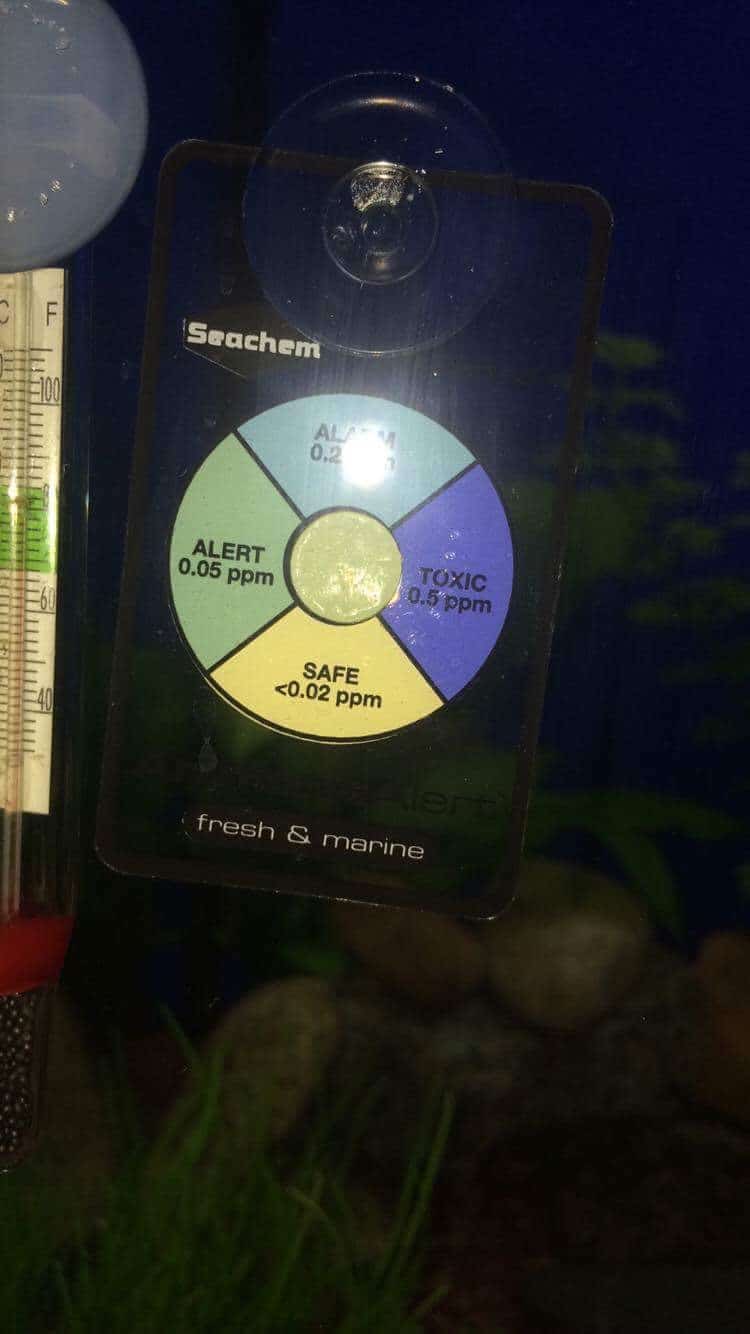 Seachem
ALERT
0.05 ppm
TOXIC
0.5 ppm
SAFE
<0.02 ppm
fresh & marine
C F
100
60
40